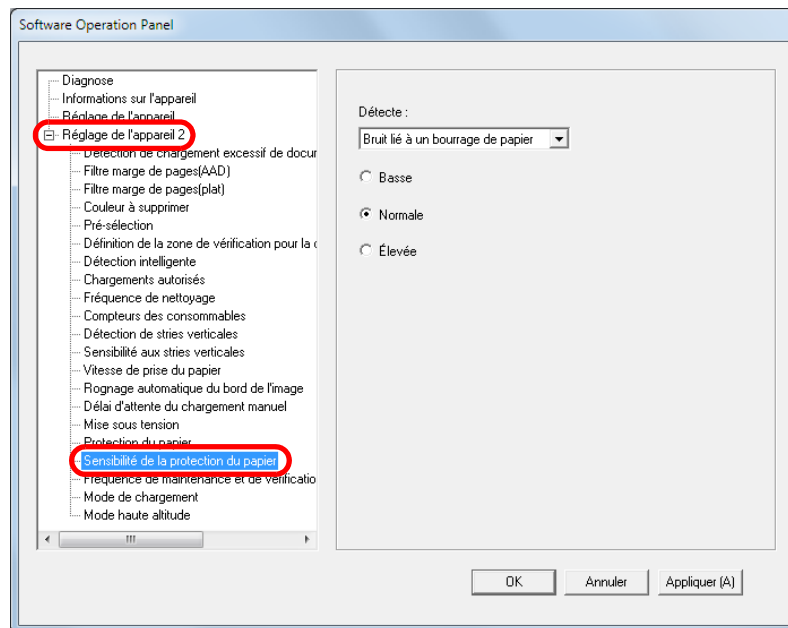 Software Operation Panel
Diagnose
Informations sur l'appareil
Réglage de l'appareil
Réglage de l'appareil 2
Détection de chargement excessif de docur
Filtre marge de pages(AAD)
Filtre marge de pages(plat)
Couleur à supprimer
Pré-sélection
Définition de la zone de vérification pour la d
Détection intelligente
Chargements autorisés
Fréquence de nettoyage
Compteurs des consommables
Détection de stries verticales
Sensibilité aux stries verticales
Vitesse de prise du papier
Rognage automatique du bord de l'image
Délai d'attente du chargement manuel
Mise sous tension
Protection du papier
Sensibilité de la protection du papier
Fréquence de maintenance et de vérificatio
Mode de chargement
Mode haute altitude
Détecte :
Bruit lié à un bourrage de papier
Basse
Normale
Élevée
OK
Annuler
Appliquer (A)